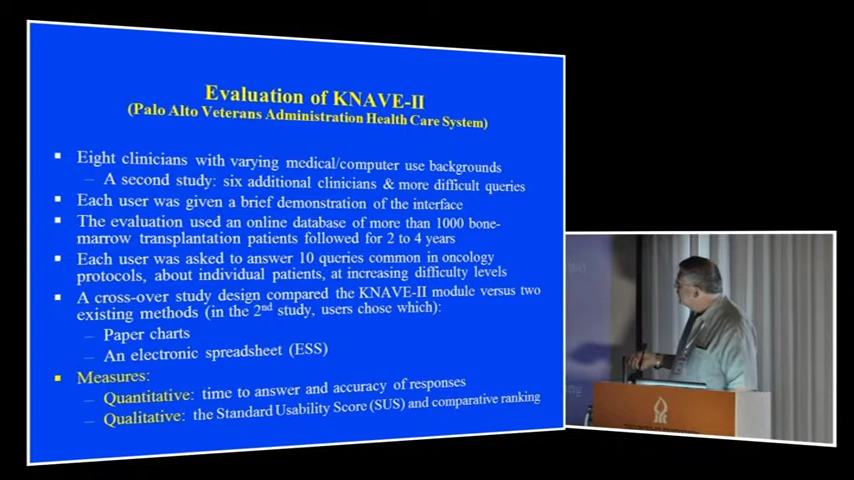 Evaluation of KNAVE-II
(Palo Alto Veterans Administration Health Care System)
Eight clinicians with varying medical/computer use backgrounds
– A second study: six additional clinicians & more difficult queries
Each user was given a brief demonstration of the interface
The evaluation used an online database of more than 1000 bone-
marrow transplantation patients followed for 2 to 4 years
Each user was asked to answer 10 queries common in oncology
protocols, about individual patients, at increasing difficulty levels
A cross-over study design compared the KNAVE-II module versus two
existing methods (in the 2nd study, users chose which):
– Paper charts
– An electronic spreadsheet (ESS)
Measures:
– Quantitative: time to answer and accuracy of responses
– Qualitative: the Standard Usability Score (SUS) and comparative ranking